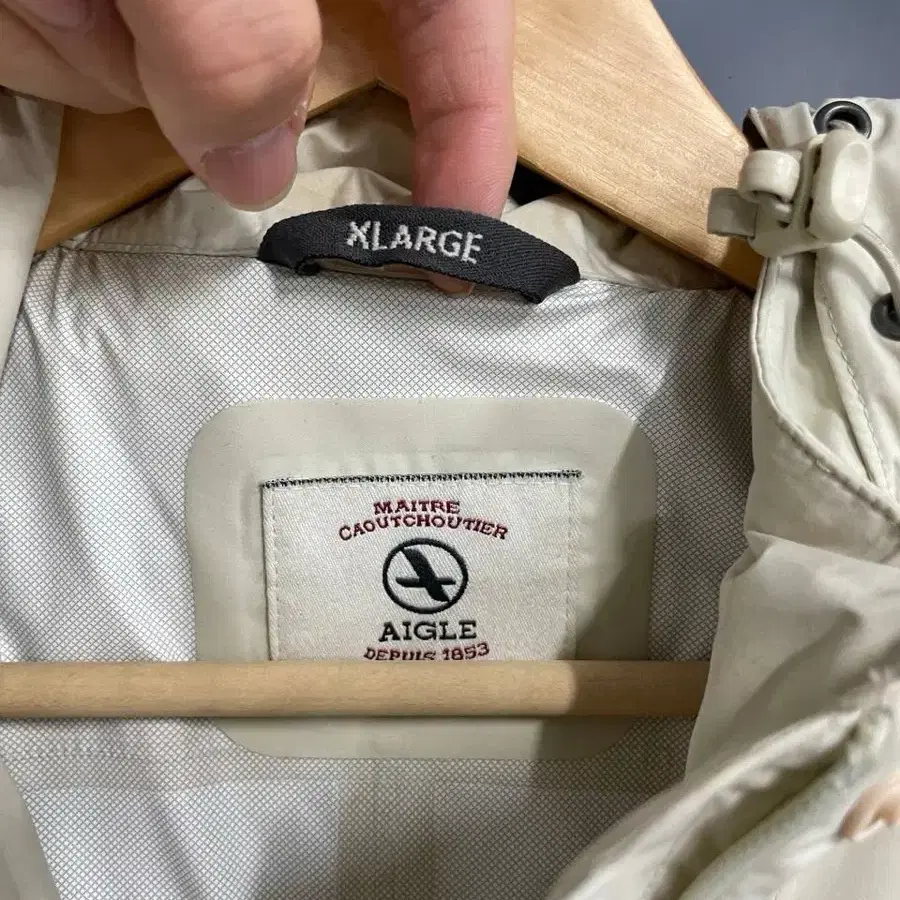 XLARGE
MAITRE
CAOUTCHOUTIER
AIGLE
DEPUIS 1853